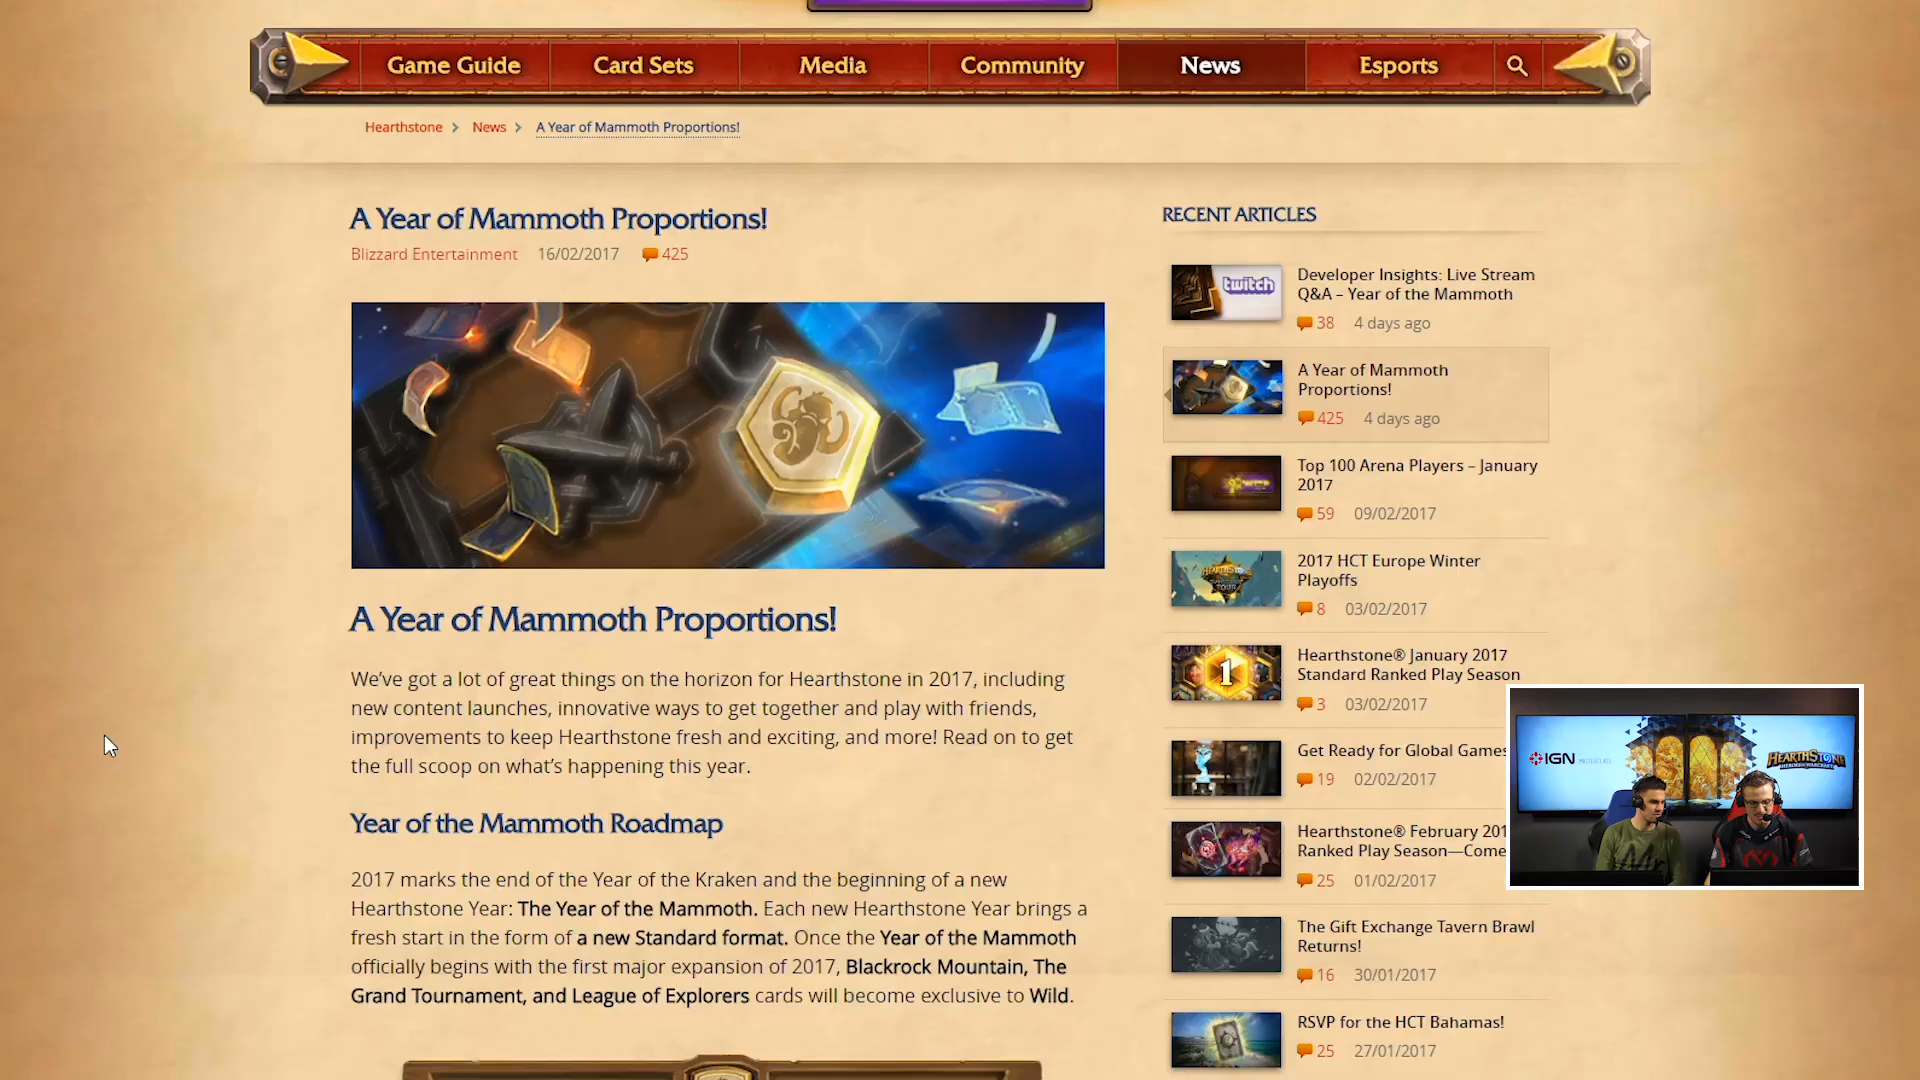 Game Guide
Card Sets
Media
Community
News
Esports
Hearthstone
News
A Year of Mammoth Proportions!
A Year of Mammoth Proportions!
Blizzard Entertainment 16/02/2017 425
A Year of Mammoth Proportions!
We've got a lot of great things on the horizon for Hearthstone in 2017, including
new content launches, innovative ways to get together and play with friends,
improvements to keep Hearthstone fresh and exciting, and more! Read on to get
the full scoop on what's happening this year.
Year of the Mammoth Roadmap
2017 marks the end of the Year of the Kraken and the beginning of a new
Hearthstone Year: The Year of the Mammoth. Each new Hearthstone Year brings a
fresh start in the form of a new Standard format. Once the Year of the Mammoth
officially begins with the first major expansion of 2017, Blackrock Mountain, The
Grand Tournament, and League of Explorers cards will become exclusive to Wild.
RECENT ARTICLES
twitch
Developer Insights: Live Stream
Q&A – Year of the Mammoth
38 4 days ago
A Year of Mammoth
Proportions!
425 4 days ago
Top 100 Arena Players – January
2017
59 09/02/2017
HEARTHSTONE
TOUR
2017 HCT Europe Winter
Playoffs
8 03/02/2017
1
Hearthstone® January 2017
Standard Ranked Play Season
3 03/02/2017
Get Ready for Global Games
19 02/02/2017
Hearthstone® February 201
Ranked Play Season—Come
25 01/02/2017
The Gift Exchange Tavern Brawl
Returns!
16 30/01/2017
RSVP for the HCT Bahamas!
25 27/01/2017
IGN
HEARTHSTONE
HEROES OF WARCRAFT